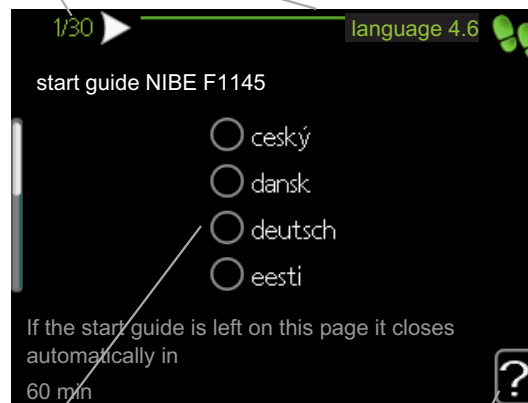 1/30
language 4.6
start guide NIBE F1145
ceský
dansk
deutsch
eesti
If the start guide is left on this page it closes
automatically in
60 min
?